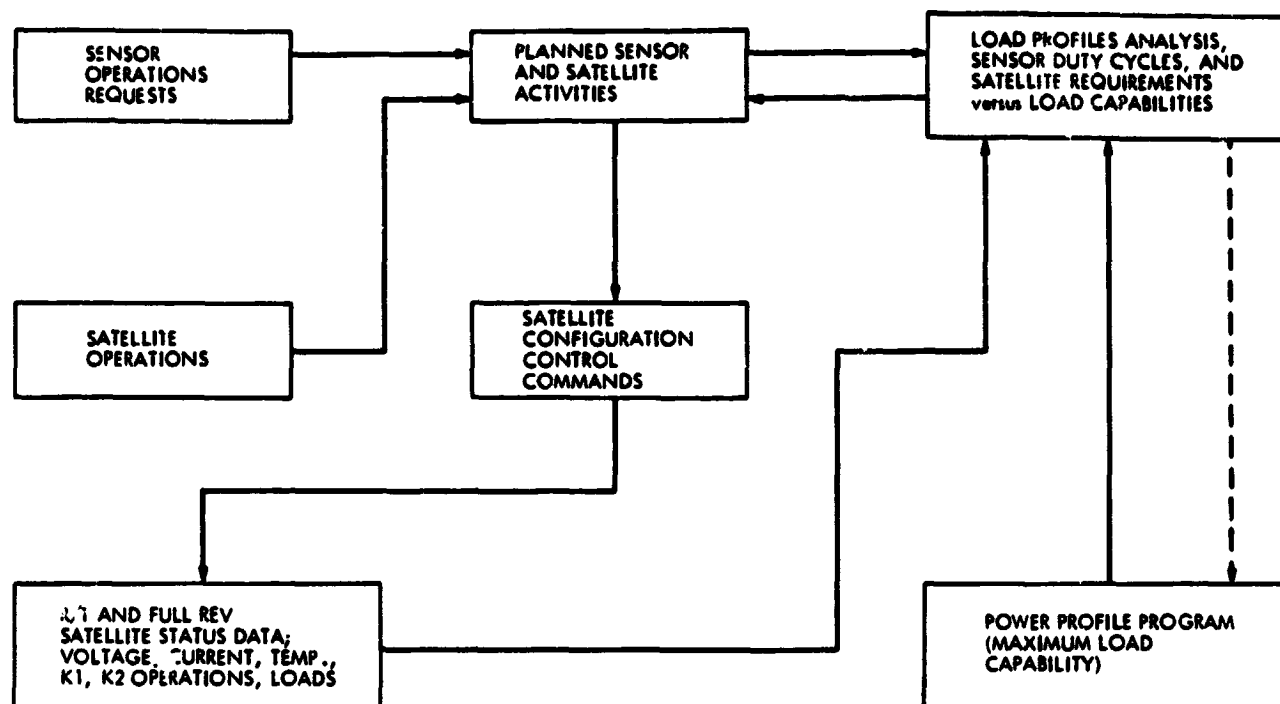 SENSOR
OPERATIONS
REQUESTS
PLANNED SENSOR
AND SATELLITE
ACTIVITIES
LOAD PROFILES ANALYSIS,
SENSOR DUTY CYCLES, AND
SATELLITE REQUIREMENTS
versus LOAD CAPABILITIES
SATELLITE
OPERATIONS
SATELLITE
CONFIGURATION
CONTROL
COMMANDS
AND FULL REV
SATELLITE STATUS DATA;
VOLTAGE, CURRENT, TEMP.,
K1, K2 OPERATIONS, LOADS
POWER PROFILE PROGRAM
(MAXIMUM LOAD
CAPABILITY)